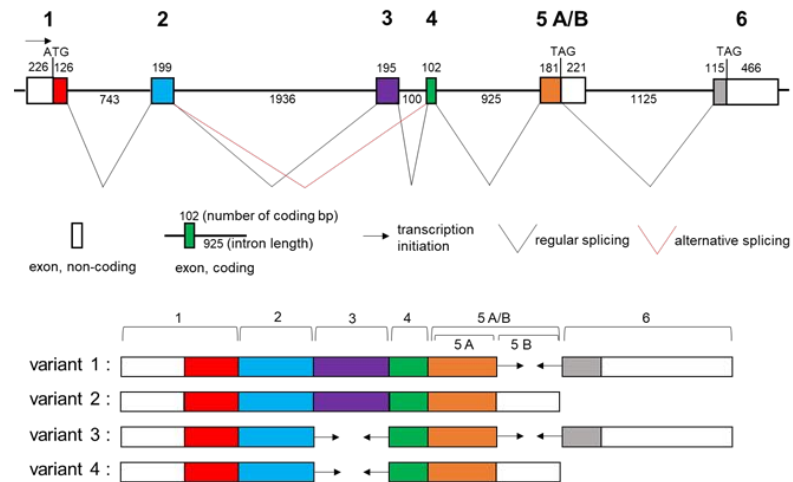 1 2 3 4 5 A/B 6
ATG TAG TAG
226 126 199 195 102 181 221 115 466
743 1936 100 925 1125
102 (number of coding bp)
925 (intron length)
transcription
initiation
regular splicing
alternative splicing
exon, non-coding
exon, coding
1 2 3 4 5 A/B 6
5 A 5 B
variant 1 :
variant 2 :
variant 3 :
variant 4 :